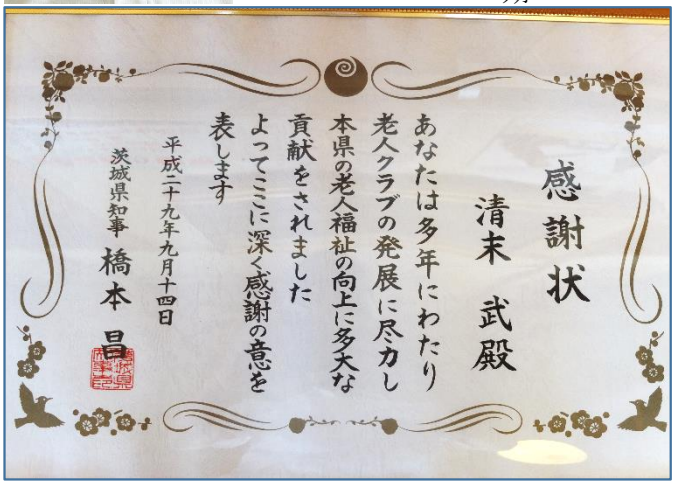 感謝状
清末 武殿
あなたは多年にわたり
老人クラブの発展に尽力し
本県の老人福祉の向上に多大な
貢献をされました
よってここに深く感謝の意を
表します
平成二十九年九月十四日
茨城県知事 橋本 昌